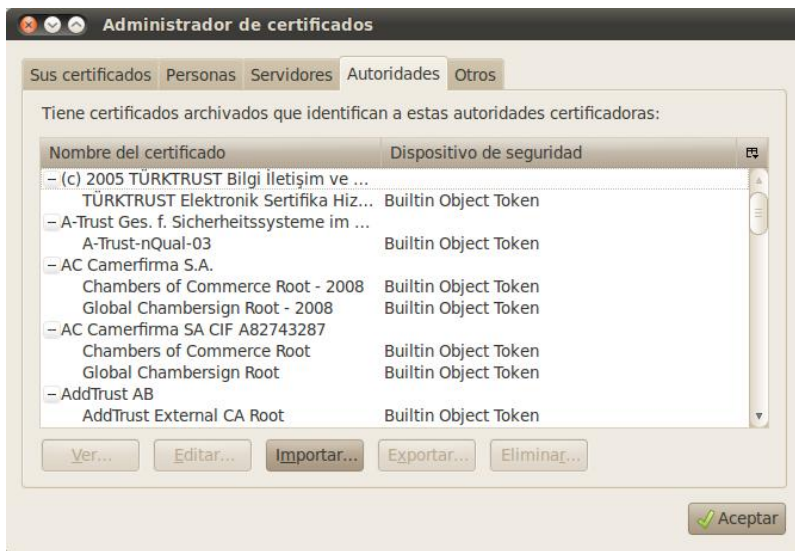 Administrador de certificados
Sus certificados Personas Servidores Autoridades Otros
Tiene certificados archivados que identifican a estas autoridades certificadoras:
Nombre del certificado Dispositivo de seguridad
(c) 2005 TÜRKTRUST Bilgi İletişim ve ...
TÜRKTRUST Elektronik Sertifika Hiz... Builtin Object Token
A-Trust Ges. f. Sicherheitssysteme im ...
A-Trust-nQual-03 Builtin Object Token
AC Camerfirma S.A.
Chambers of Commerce Root - 2008 Builtin Object Token
Global Chambersign Root - 2008 Builtin Object Token
AC Camerfirma SA CIF A82743287
Chambers of Commerce Root Builtin Object Token
Global Chambersign Root Builtin Object Token
AddTrust AB
AddTrust External CA Root Builtin Object Token
Ver... Editar... Importar... Exportar... Eliminar...
Aceptar